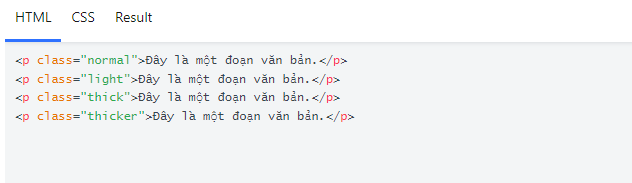 HTML CSS Result
<p class="normal">Đây là một đoạn văn bản.</p>
<p class="light">Đây là một đoạn văn bản.</p>
<p class="thick">Đây là một đoạn văn bản.</p>
<p class="thicker">Đây là một đoạn văn bản.</p>